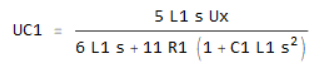 UC1 = 5 L1 s Ux / (6 L1 s + 11 R1 (1 + C1 L1 s²))